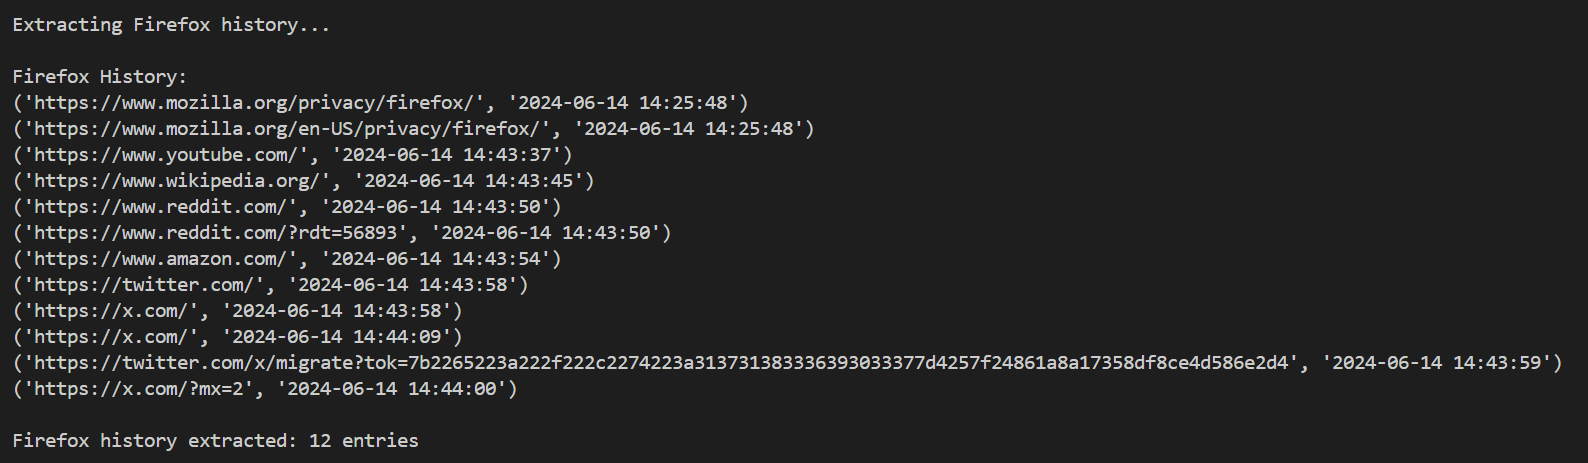 Extracting Firefox history...
Firefox History:
('https://www.mozilla.org/privacy/firefox/', '2024-06-14 14:25:48')
('https://www.mozilla.org/en-US/privacy/firefox/', '2024-06-14 14:25:48')
('https://www.youtube.com/', '2024-06-14 14:43:37')
('https://www.wikipedia.org/', '2024-06-14 14:43:45')
('https://www.reddit.com/', '2024-06-14 14:43:50')
('https://www.reddit.com/?rdt=56893', '2024-06-14 14:43:50')
('https://www.amazon.com/', '2024-06-14 14:43:54')
('https://twitter.com/', '2024-06-14 14:43:58')
('https://x.com/', '2024-06-14 14:43:58')
('https://x.com/', '2024-06-14 14:44:09')
('https://twitter.com/x/migrate?tok=7b2265223a222f222c2274223a313731383336393033377d4257f24861a8a17358df8ce4d586e2d4', '2024-06-14 14:43:59')
('https://x.com/?mx=2', '2024-06-14 14:44:00')
Firefox history extracted: 12 entries